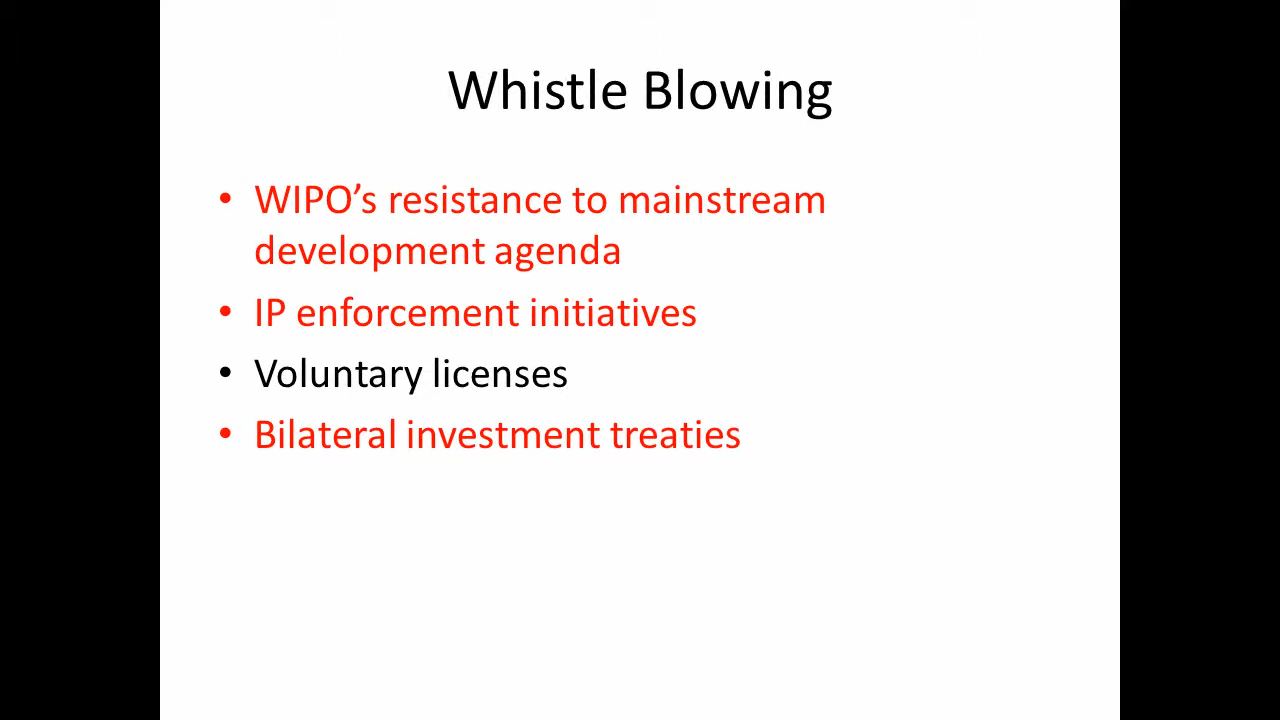 Whistle Blowing
• WIPO’s resistance to mainstream
development agenda
• IP enforcement initiatives
• Voluntary licenses
• Bilateral investment treaties